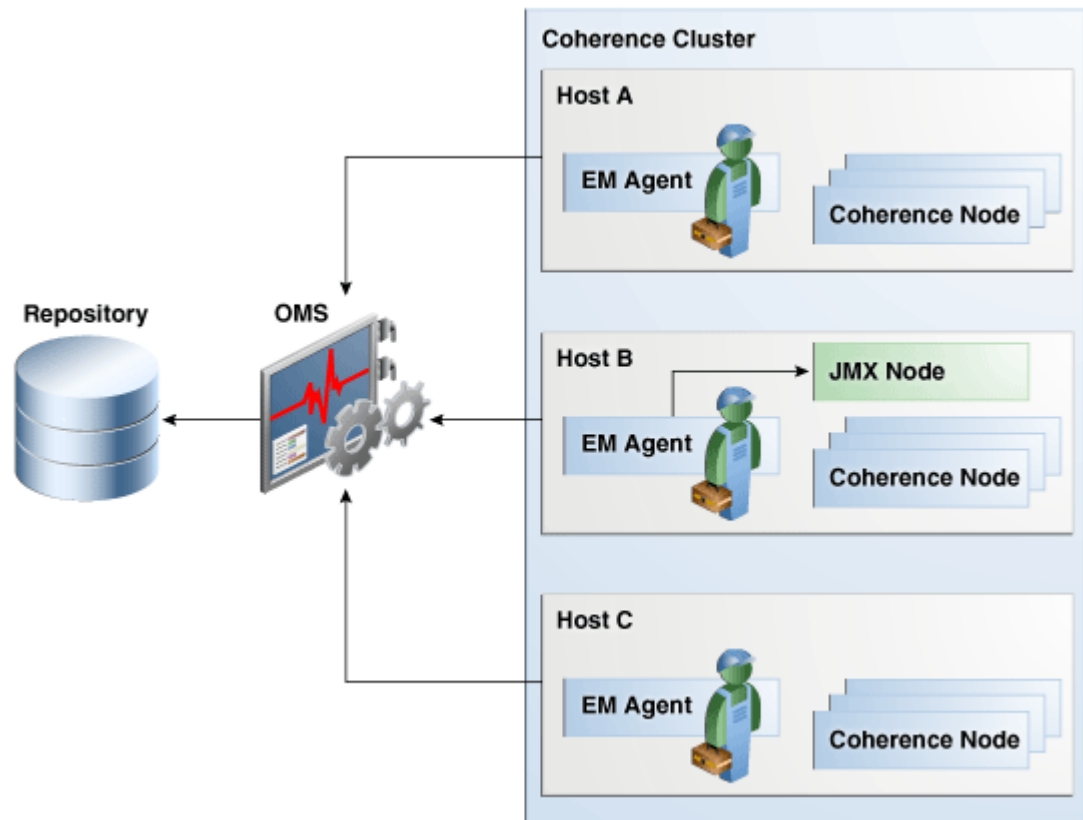 Coherence Cluster
Host A
EM Agent
Coherence Node
Repository
OMS
Host B
JMX Node
EM Agent
Coherence Node
Host C
EM Agent
Coherence Node